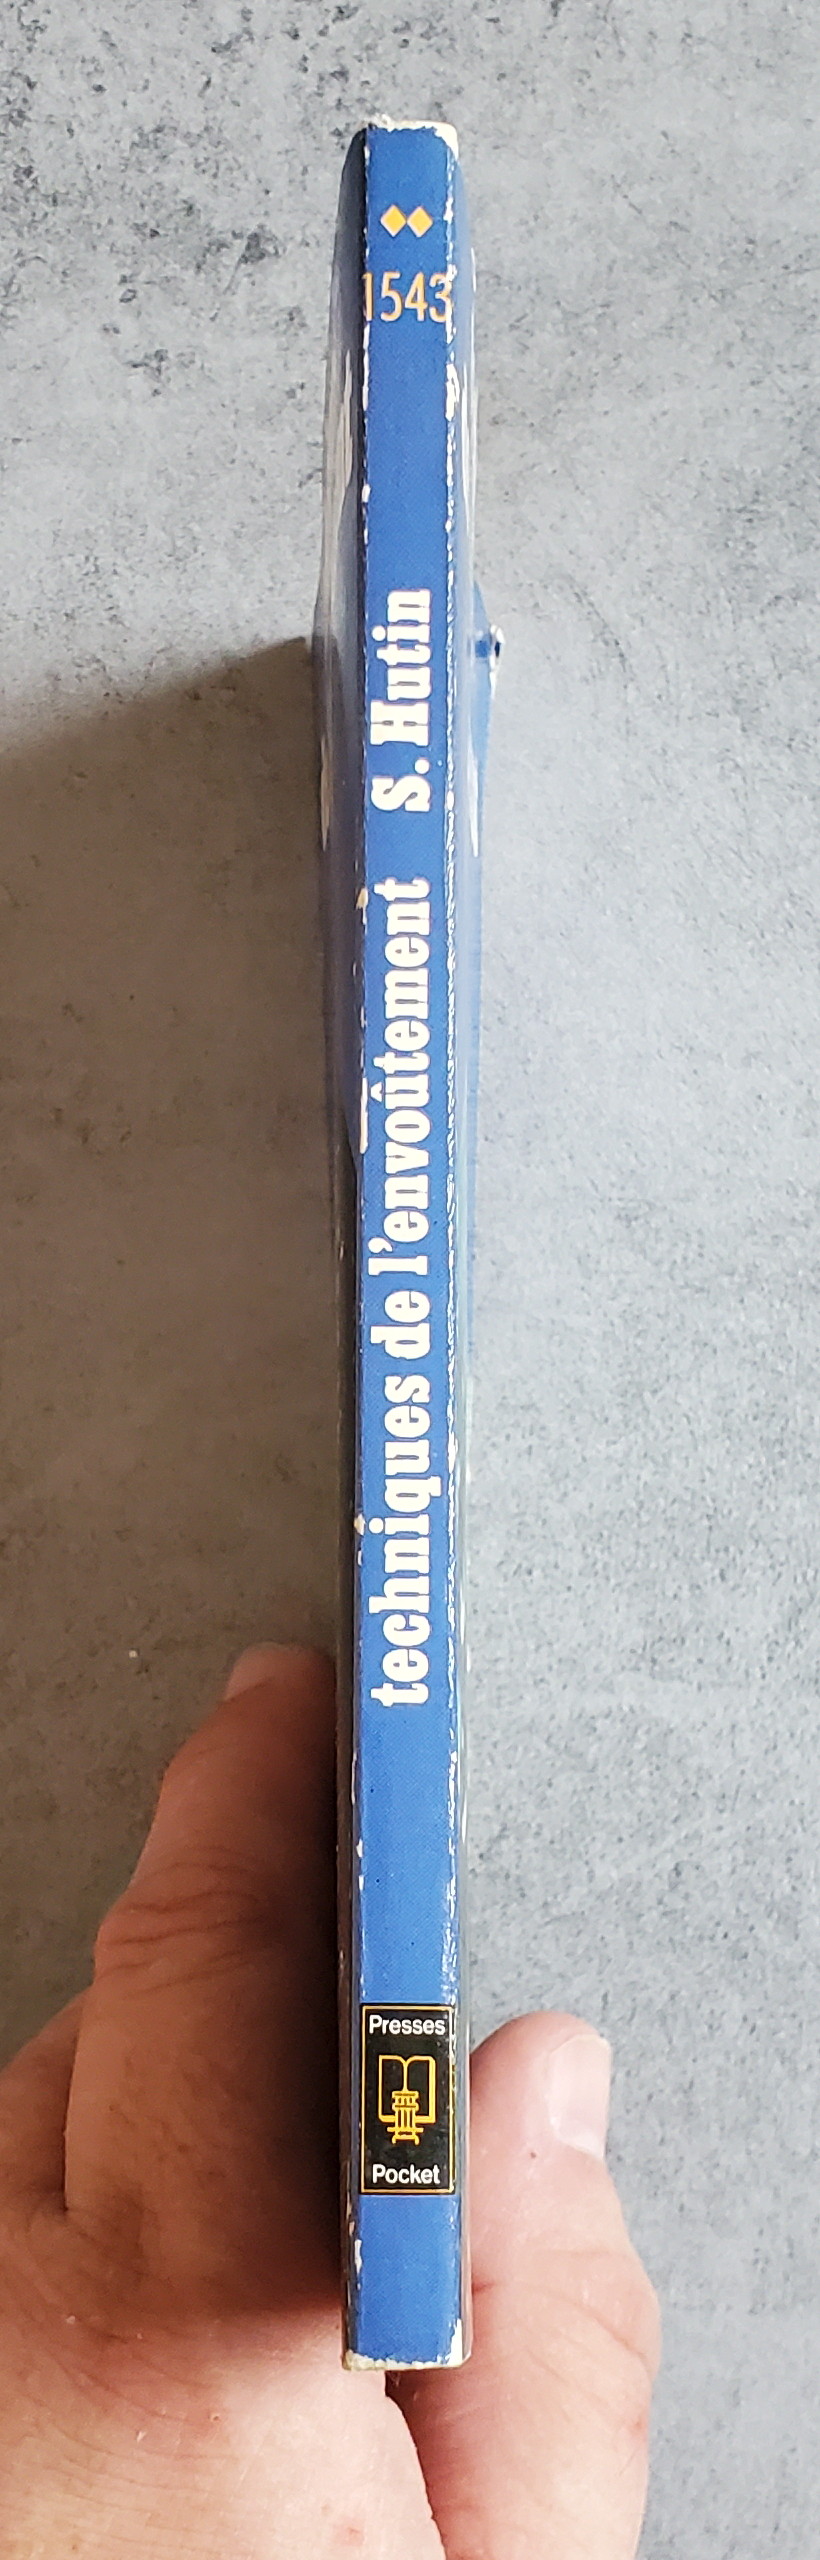 1543
techniques de l'envoûtement S. Hutin
Presses
Pocket